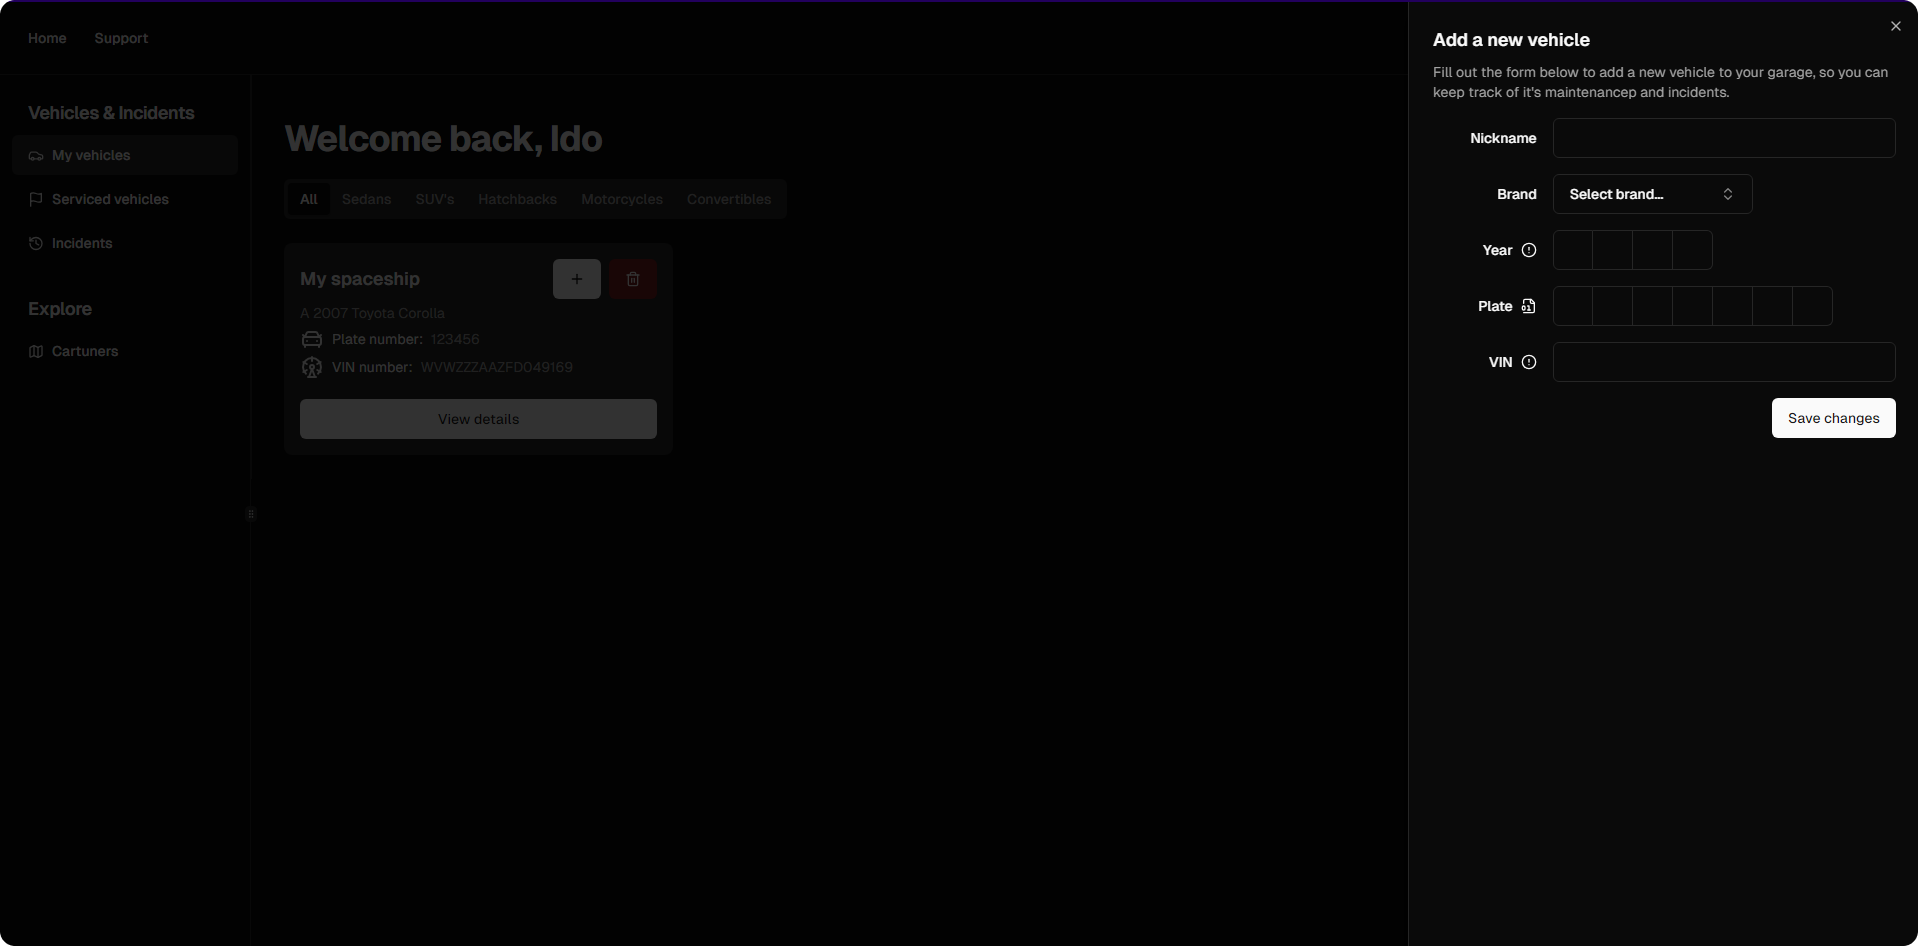 Home
Support
Vehicles & Incidents
My vehicles
Serviced vehicles
Incidents
Explore
Cartuners
Welcome back, Ido
All
Sedans
SUV's
Hatchbacks
Motorcycles
Convertibles
My spaceship
A 2007 Toyota Corolla
Plate number: 123456
VIN number: WVWZZZAAZFD049169
View details
Add a new vehicle
Fill out the form below to add a new vehicle to your garage, so you can
keep track of it's maintenancep and incidents.
Nickname
Brand
Select brand...
Year
Plate
VIN
Save changes